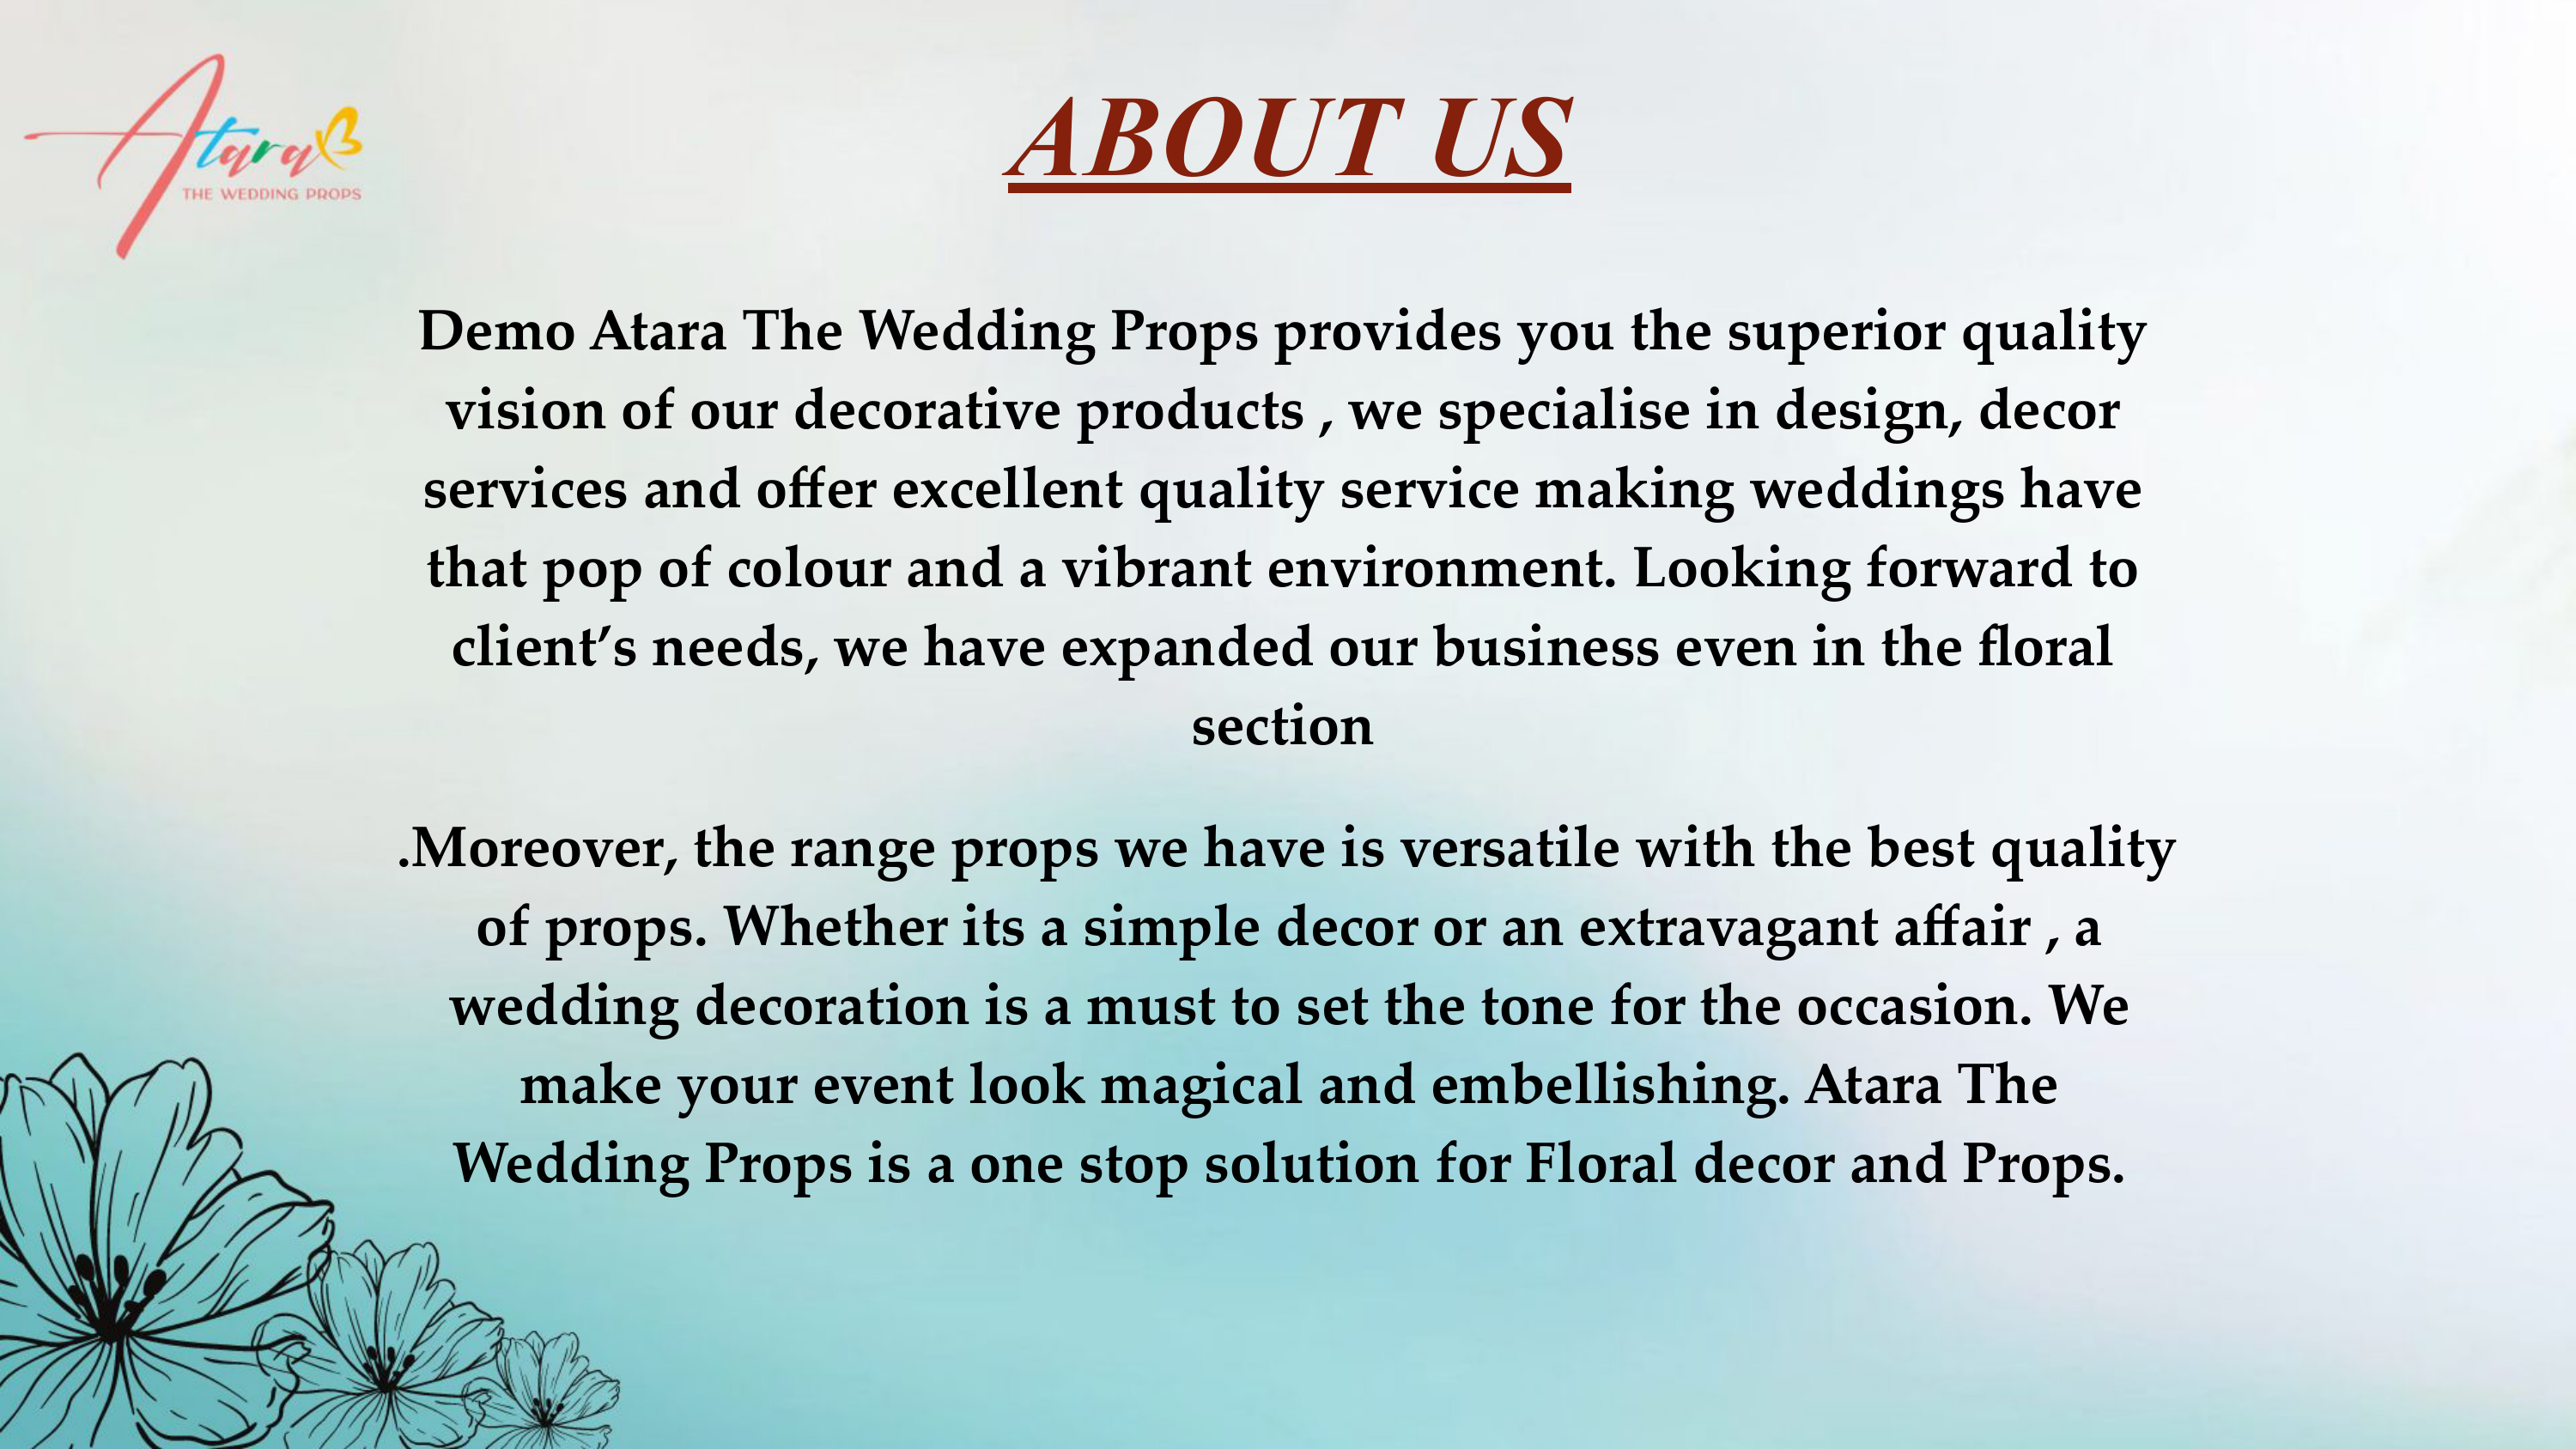 Atara
THE WEDDING PROPS
ABOUT US
Demo Atara The Wedding Props provides you the superior quality
vision of our decorative products , we specialise in design, decor
services and offer excellent quality service making weddings have
that pop of colour and a vibrant environment. Looking forward to
client’s needs, we have expanded our business even in the floral
section
.Moreover, the range props we have is versatile with the best quality
of props. Whether its a simple decor or an extravagant affair , a
wedding decoration is a must to set the tone for the occasion. We
make your event look magical and embellishing. Atara The
Wedding Props is a one stop solution for Floral decor and Props.